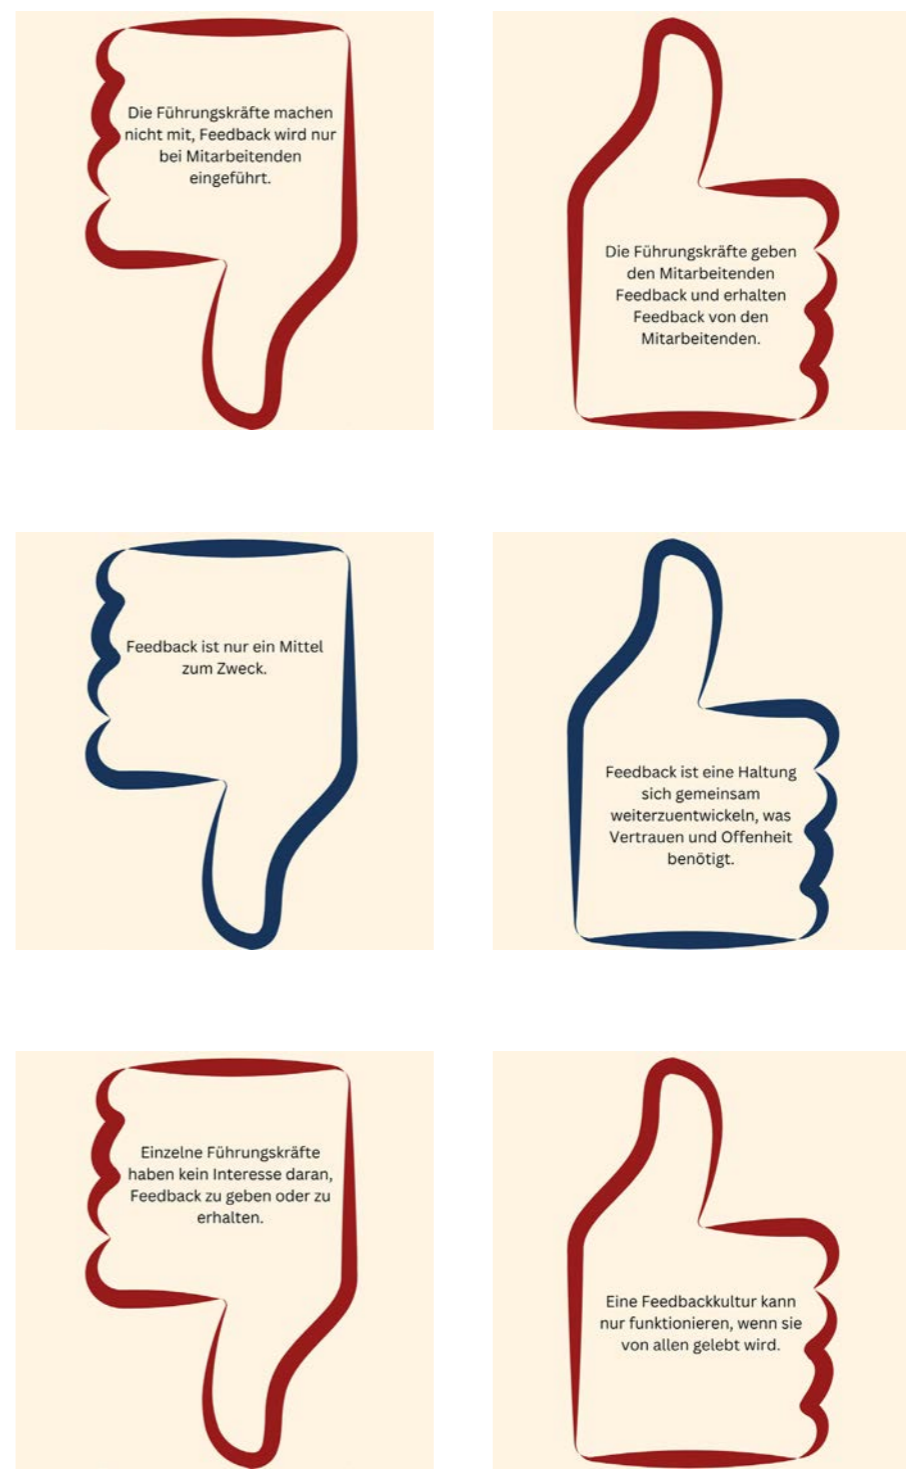 Die Führungskräfte machen
nicht mit, Feedback wird nur
bei Mitarbeitenden
eingeführt.
Die Führungskräfte geben
den Mitarbeitenden
Feedback und erhalten
Feedback von den
Mitarbeitenden.
Feedback ist nur ein Mittel
zum Zweck.
Feedback ist eine Haltung
sich gemeinsam
weiterzuentwickeln, was
Vertrauen und Offenheit
benötigt.
Einzelne Führungskräfte
haben kein Interesse daran,
Feedback zu geben oder zu
erhalten.
Eine Feedbackkultur kann
nur funktionieren, wenn sie
von allen gelebt wird.